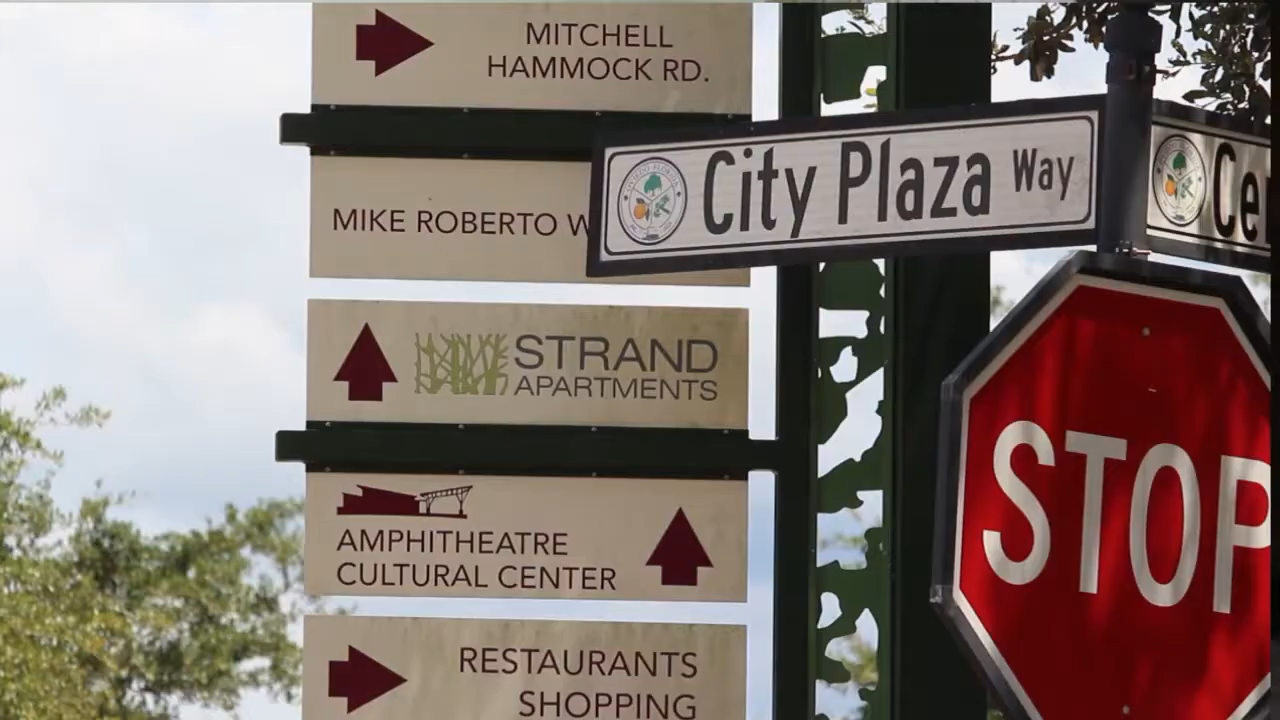 MITCHELL
HAMMOCK RD.
MIKE ROBERTO
City Plaza Way
STRAND
APARTMENTS
AMPHITHEATRE
CULTURAL CENTER
RESTAURANTS
SHOPPING
STOP